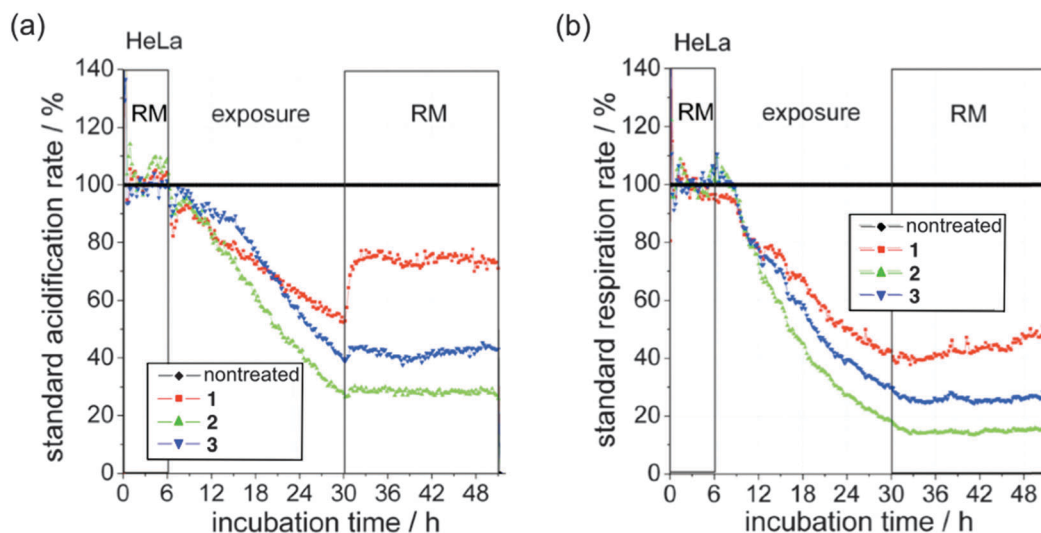 (a)
HeLa
140
120
100
80
60
40
20
0
standard acidification rate / %
RM
exposure
RM
nontreated
1
2
3
0 6 12 18 24 30 36 42 48
incubation time / h
(b)
HeLa
140
120
100
80
60
40
20
0
standard respiration rate / %
RM
exposure
RM
nontreated
1
2
3
0 6 12 18 24 30 36 42 48
incubation time / h